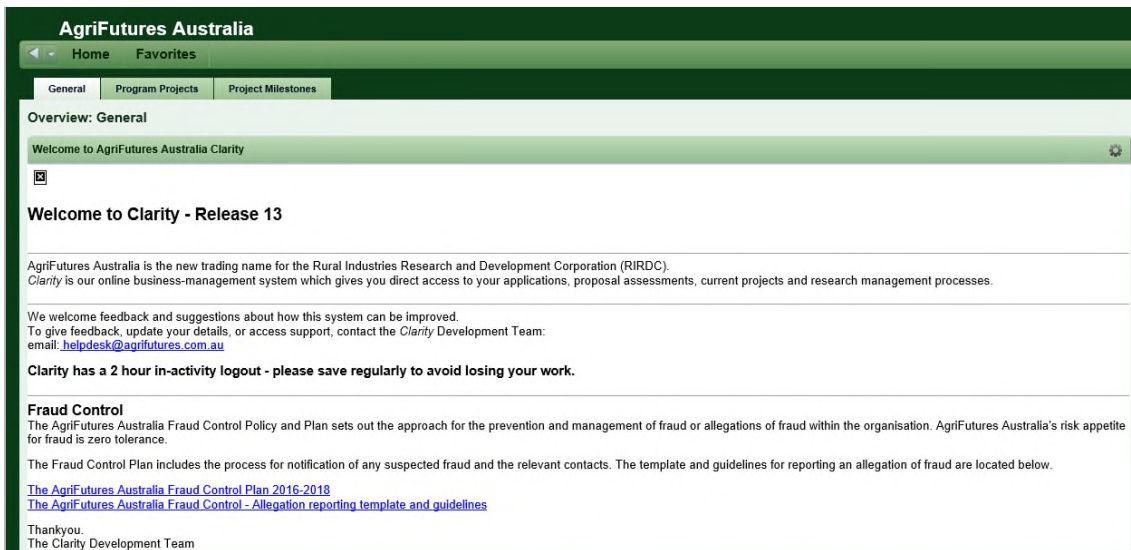 AgriFutures Australia
Home Favorites
General Program Projects Project Milestones
Overview: General
Welcome to AgriFutures Australia Clarity
Welcome to Clarity - Release 13
AgriFutures Australia is the new trading name for the Rural Industries Research and Development Corporation (RIRDC).
Clarity is our online business-management system which gives you direct access to your applications, proposal assessments, current projects and research management processes.
We welcome feedback and suggestions about how this system can be improved.
To give feedback, update your details, or access support, contact the Clarity Development Team:
email: helpdesk@agrifutures.com.au
Clarity has a 2 hour in-activity logout - please save regularly to avoid losing your work.
Fraud Control
The AgriFutures Australia Fraud Control Policy and Plan sets out the approach for the prevention and management of fraud or allegations of fraud within the organisation. AgriFutures Australia's risk appetite
for fraud is zero tolerance.
The Fraud Control Plan includes the process for notification of any suspected fraud and the relevant contacts. The template and guidelines for reporting an allegation of fraud are located below.
The AgriFutures Australia Fraud Control Plan 2016-2018
The AgriFutures Australia Fraud Control - Allegation reporting template and guidelines
Thankyou.
The Clarity Development Team